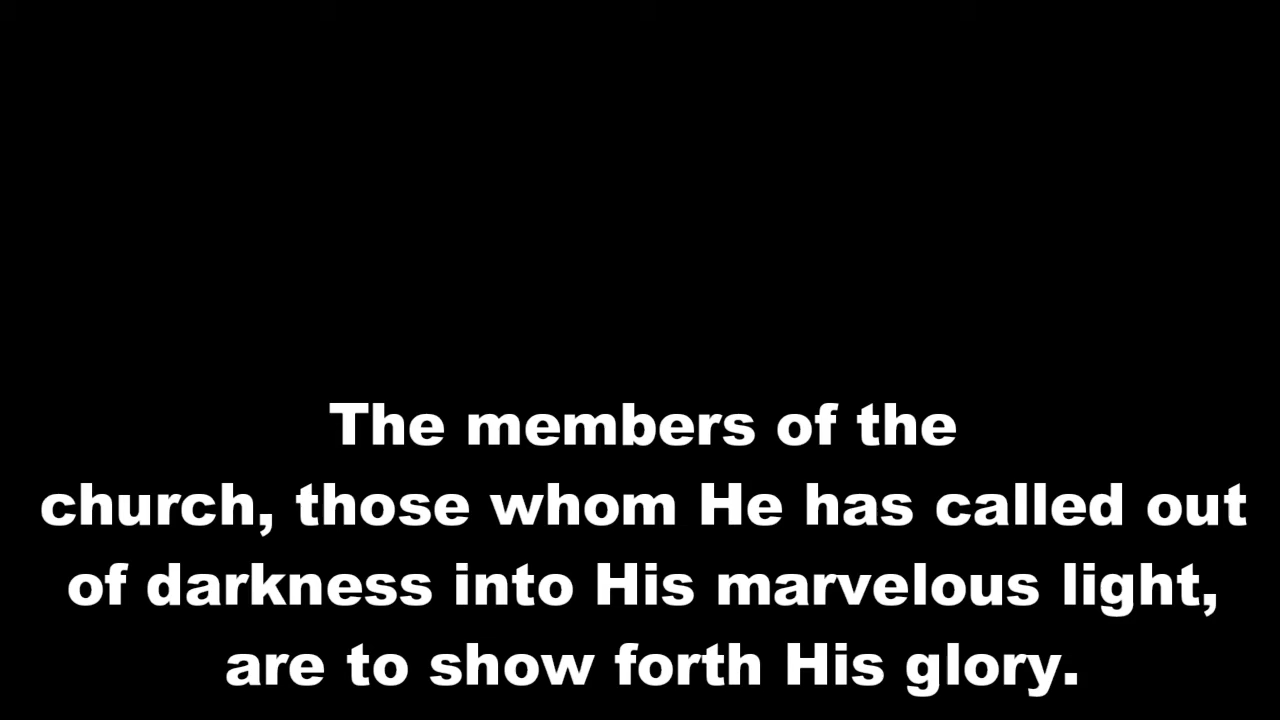 The members of the
church, those whom He has called out
of darkness into His marvelous light,
are to show forth His glory.